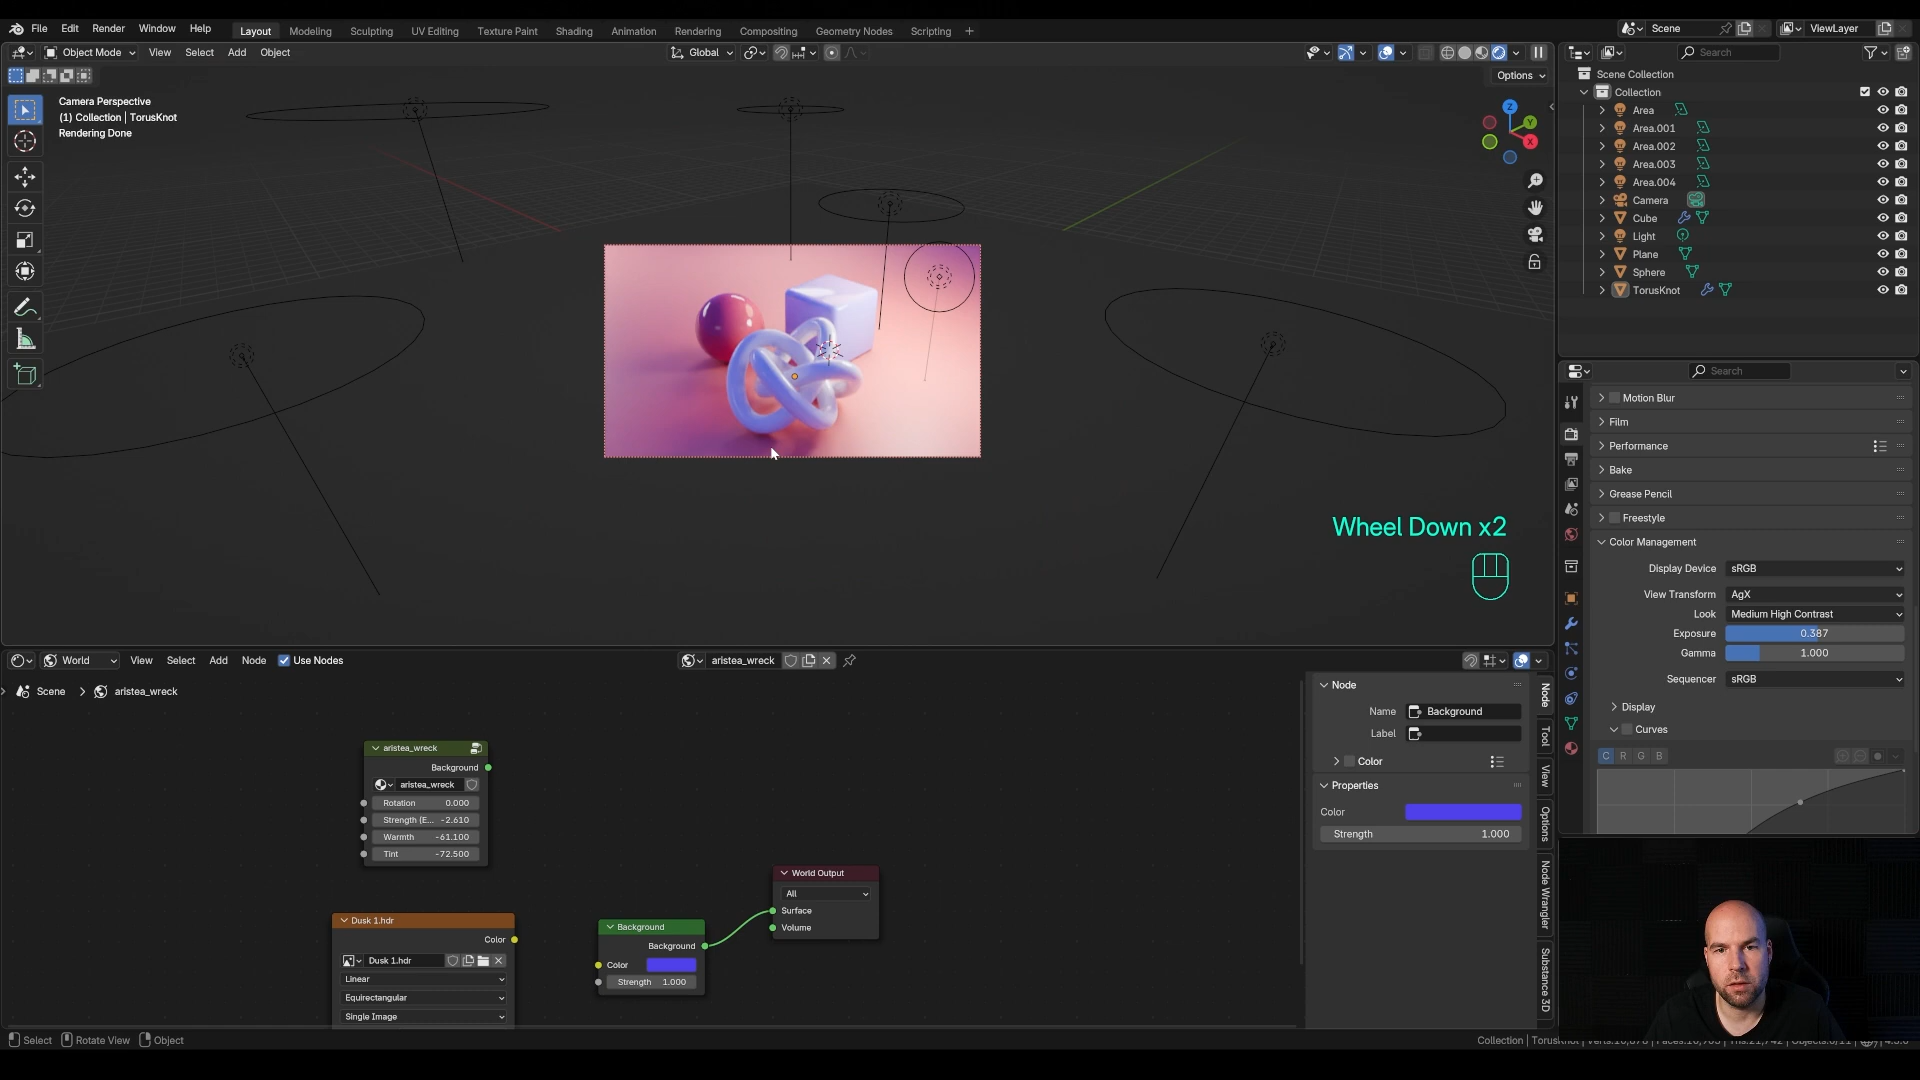 File Edit Render Window Help Layout Modeling Sculpting UV Editing Texture Paint Shading Animation Rendering Compositing Geometry Nodes Scripting + Scene ViewLayer
Object Mode View Select Add Object Global Search
Options
Camera Perspective
(1) Collection | TorusKnot
Rendering Done
Z
Y
X
Wheel Down x2
Scene Collection
Collection
Area
Area.001
Area.002
Area.003
Area.004
Camera
Cube
Light
Plane
Sphere
TorusKnot
Search
Motion Blur
Film
Performance
Bake
Grease Pencil
Freestyle
Color Management
Display Device sRGB
View Transform AgX
Look Medium High Contrast
Exposure 0.387
Gamma 1.000
Sequencer sRGB
Display
Curves
C R G B
World View Select Add Node Use Nodes aristea_wreck
Scene aristea_wreck
aristea_wreck
Background
aristea_wreck
Rotation 0.000
Strength (E... -2.610
Warmth -61.100
Tint -72.500
Dusk 1.hdr
Color
Dusk 1.hdr
Linear
Equirectangular
Single Image
Background
Background
Color
Strength 1.000
World Output
All
Surface
Volume
Node
Name Background
Label
Color
Properties
Color
Strength 1.000
Node
Tool
View
Options
Node Wrangler
Substance 3D
Select Rotate View Object